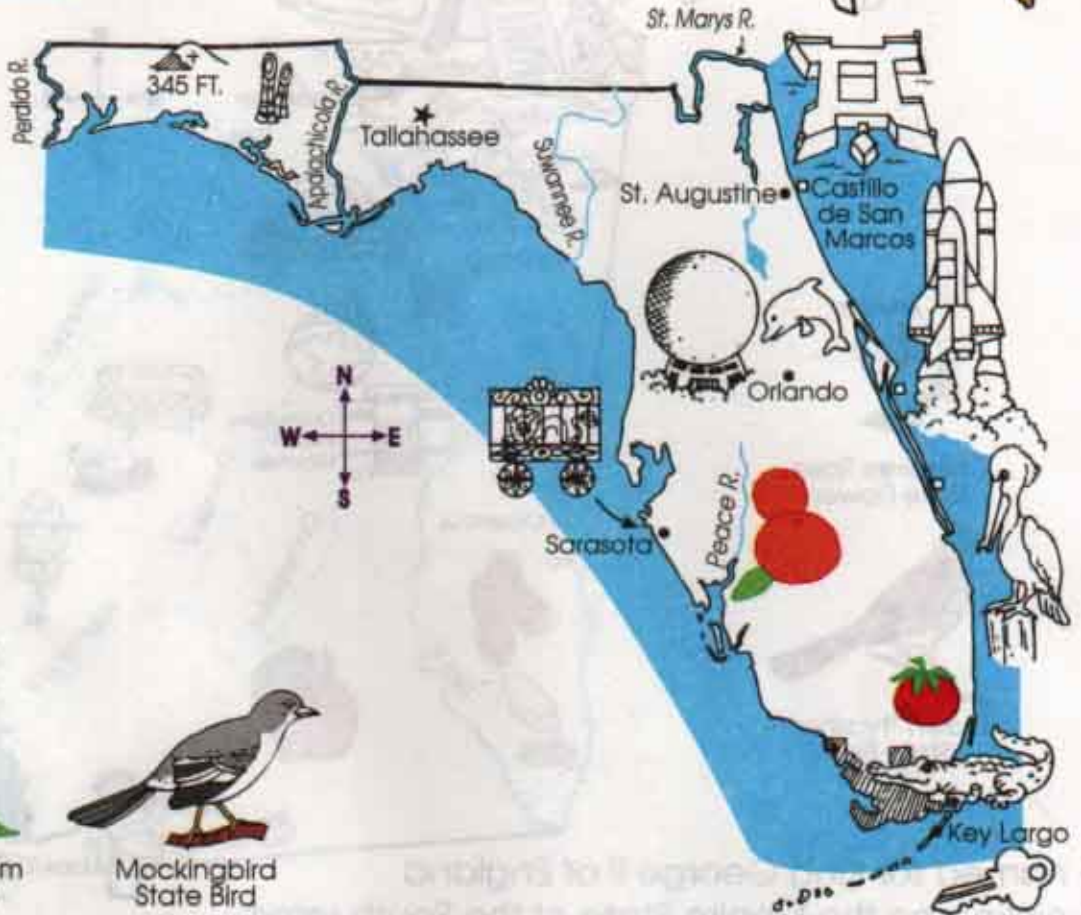 St. Marys R.
Perdido R.
345 FT.
Apalachicola R.
Tallahassee
Suwannee R.
St. Augustine
Castillo
de San
Marcos
N
W E
S
Orlando
Peace R.
Sarasota
Key Largo
m
Mockingbird
State Bird